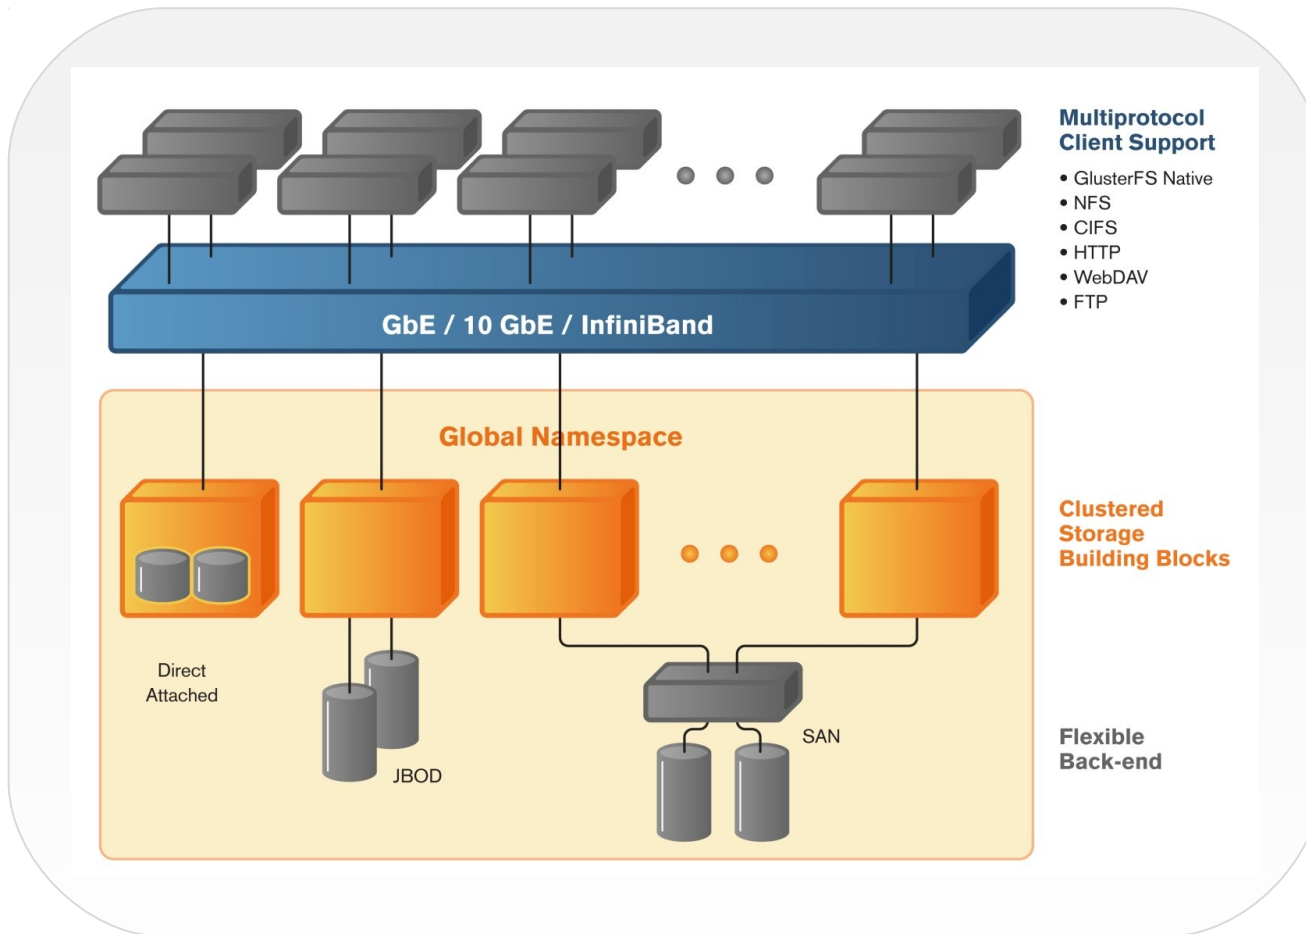 Multiprotocol
Client Support
• GlusterFS Native
• NFS
• CIFS
• HTTP
• WebDAV
• FTP
GbE / 10 GbE / InfiniBand
Global Namespace
Clustered
Storage
Building Blocks
Direct
Attached
JBOD
SAN
Flexible
Back-end